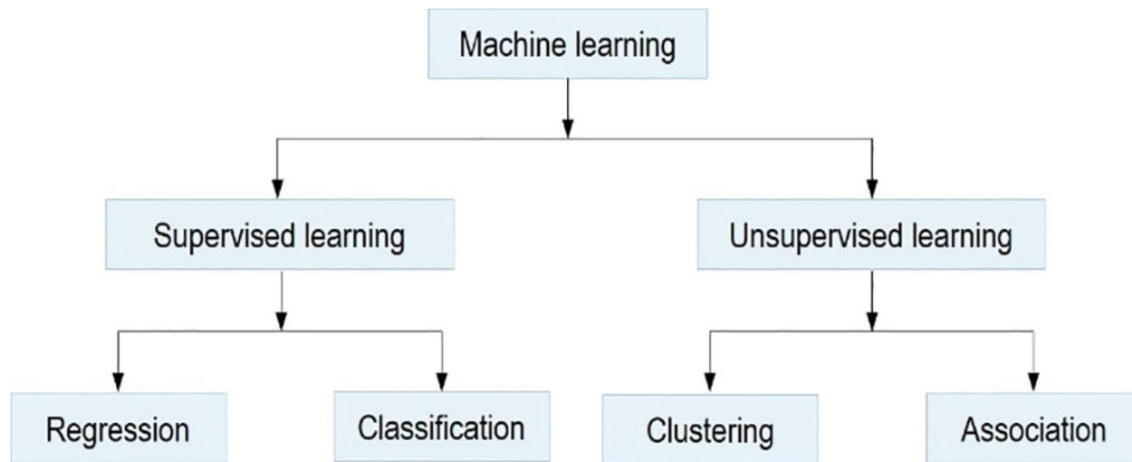 Machine learning
Supervised learning
Unsupervised learning
Regression
Classification
Clustering
Association